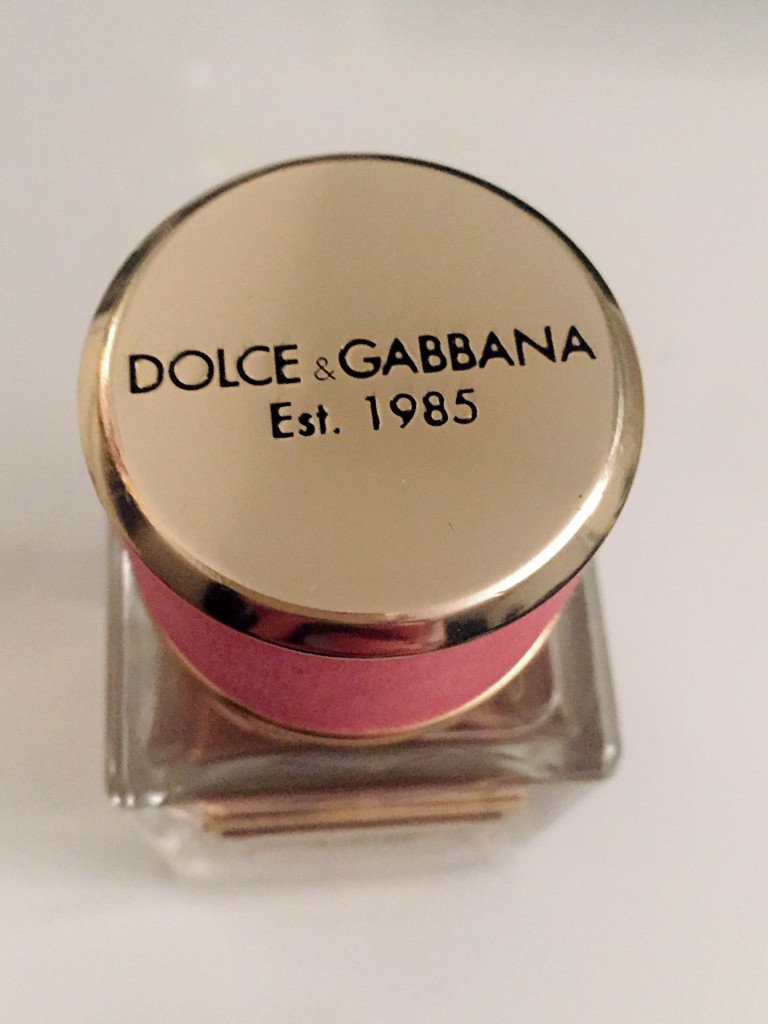 DOLCE & GABBANA
Est. 1985